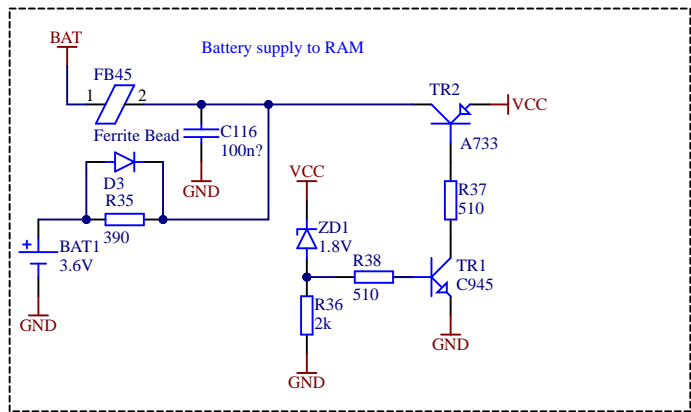 BAT
Battery supply to RAM
FB45
1 2
Ferrite Bead
C116
100n?
GND
TR2
VCC
A733
D3
R35
390
BAT1
3.6V
GND
VCC
ZD1
1.8V
R38
510
R36
2k
GND
R37
510
TR1
C945
GND